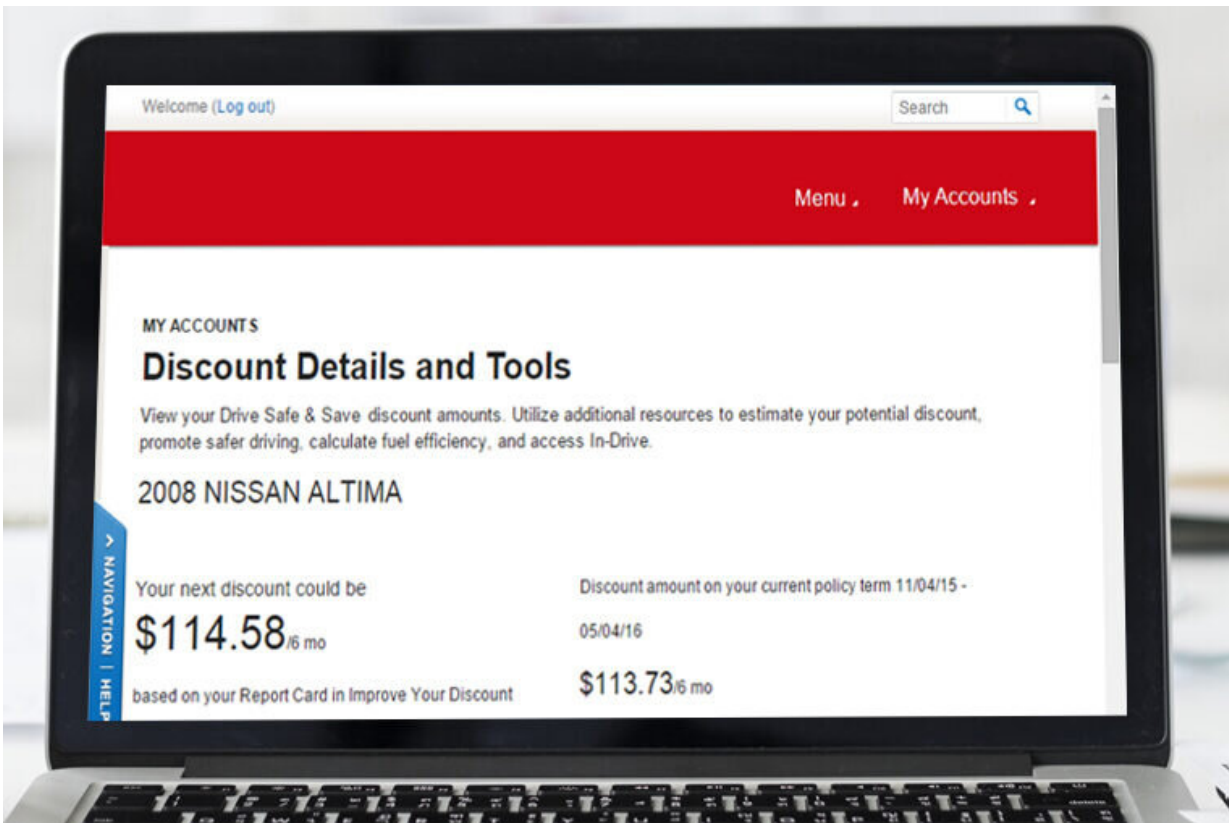 Welcome (Log out)
Search
Menu
My Accounts
MY ACCOUNTS
Discount Details and Tools
View your Drive Safe & Save discount amounts. Utilize additional resources to estimate your potential discount,
promote safer driving, calculate fuel efficiency, and access In-Drive.
2008 NISSAN ALTIMA
NAVIGATION | HELP
Your next discount could be
$114.58/6 mo
based on your Report Card in Improve Your Discount
Discount amount on your current policy term 11/04/15 -
05/04/16
$113.73/6 mo
delete